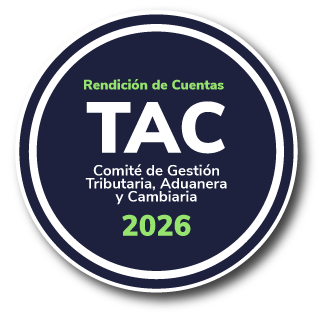 Rendición de Cuentas
TAC
Comité de Gestión
Tributaria, Aduanera
y Cambiaria
2026